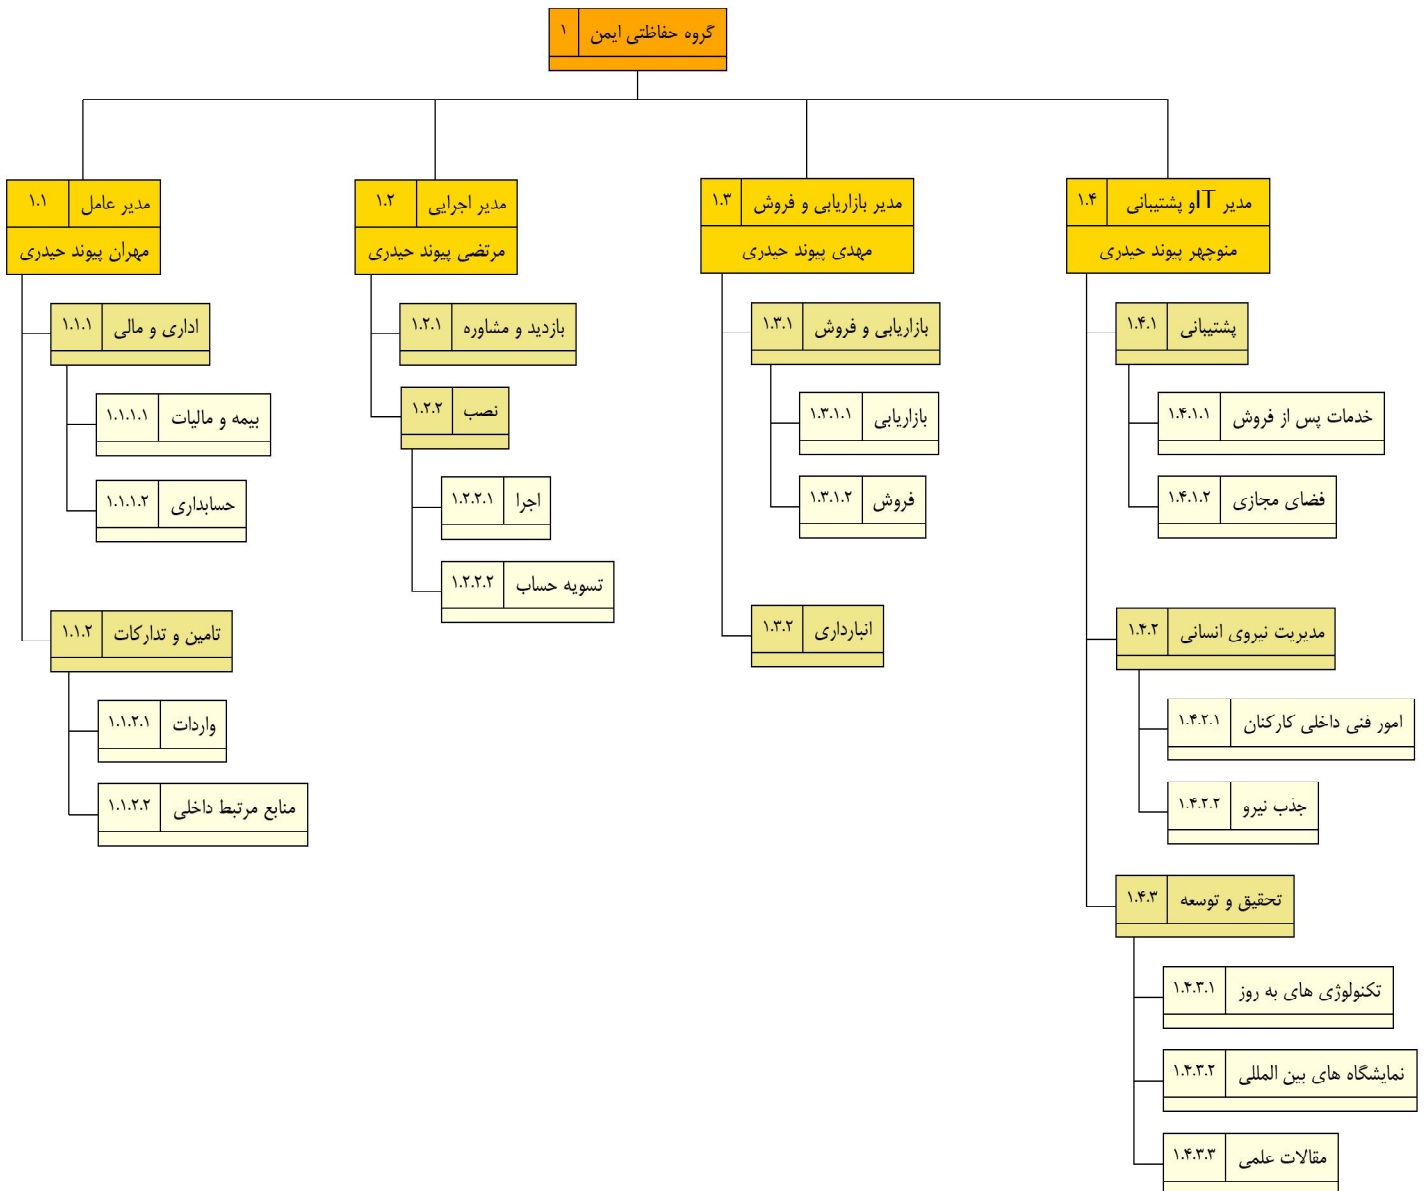 گروه حفاظتی ایمن ۱
مدیر عامل ۱.۱
مهران پیوند حیدری
اداری و مالی ۱.۱.۱
بیمه و مالیات ۱.۱.۱.۱
حسابداری ۱.۱.۱.۲
تامین و تدارکات ۱.۱.۲
واردات ۱.۱.۲.۱
منابع مرتبط داخلی ۱.۱.۲.۲
مدیر اجرایی ۱.۲
مرتضی پیوند حیدری
بازدید و مشاوره ۱.۲.۱
نصب ۱.۲.۲
اجرا ۱.۲.۲.۱
تسویه حساب ۱.۲.۲.۲
مدیر بازاریابی و فروش ۱.۳
مهدی پیوند حیدری
بازاریابی و فروش ۱.۳.۱
بازاریابی ۱.۳.۱.۱
فروش ۱.۳.۱.۲
انبارداری ۱.۳.۲
مدیر ITو پشتیبانی ۱.۴
منوچهر پیوند حیدری
پشتیبانی ۱.۴.۱
خدمات پس از فروش ۱.۴.۱.۱
فضای مجازی ۱.۴.۱.۲
مدیریت نیروی انسانی ۱.۴.۲
امور فنی داخلی کارکنان ۱.۴.۲.۱
جذب نیرو ۱.۴.۲.۲
تحقیق و توسعه ۱.۴.۳
تکنولوژی های به روز ۱.۴.۳.۱
نمایشگاه های بین المللی ۱.۴.۳.۲
مقالات علمی ۱.۴.۳.۳